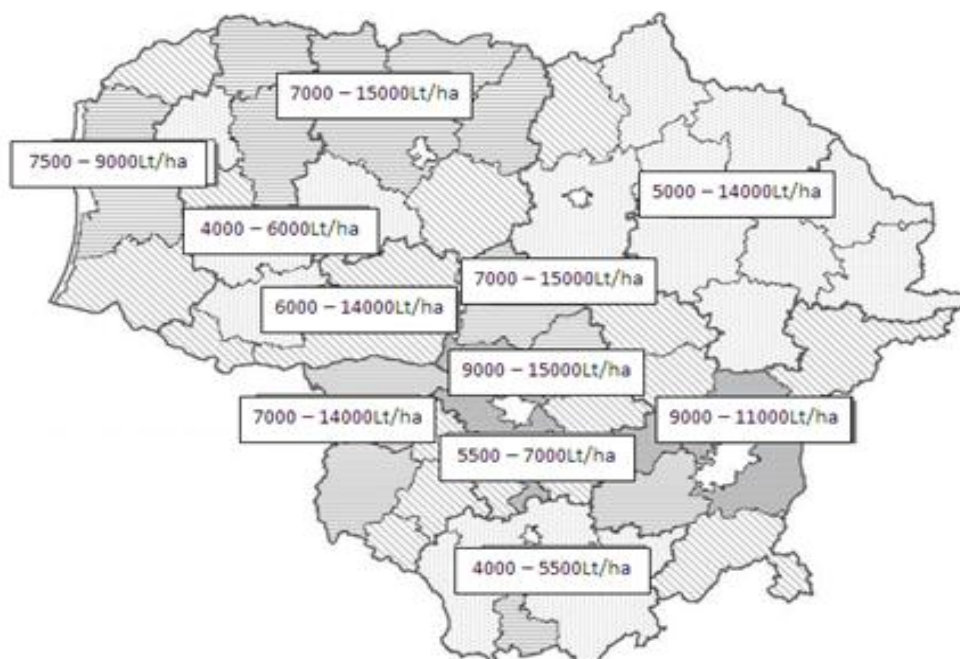 7000 – 15000Lt/ha
7500 – 9000Lt/ha
5000 – 14000Lt/ha
4000 – 6000Lt/ha
7000 – 15000Lt/ha
6000 – 14000Lt/ha
9000 – 15000Lt/ha
7000 – 14000Lt/ha
9000 – 11000Lt/ha
5500 – 7000Lt/ha
4000 – 5500Lt/ha